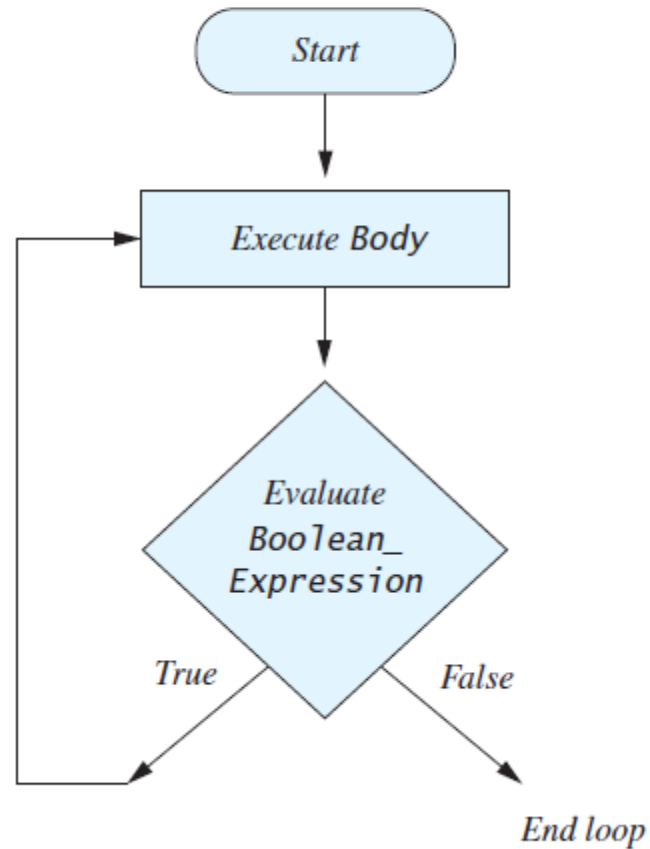 Start
Execute Body
Evaluate
Boolean_
Expression
True
False
End loop